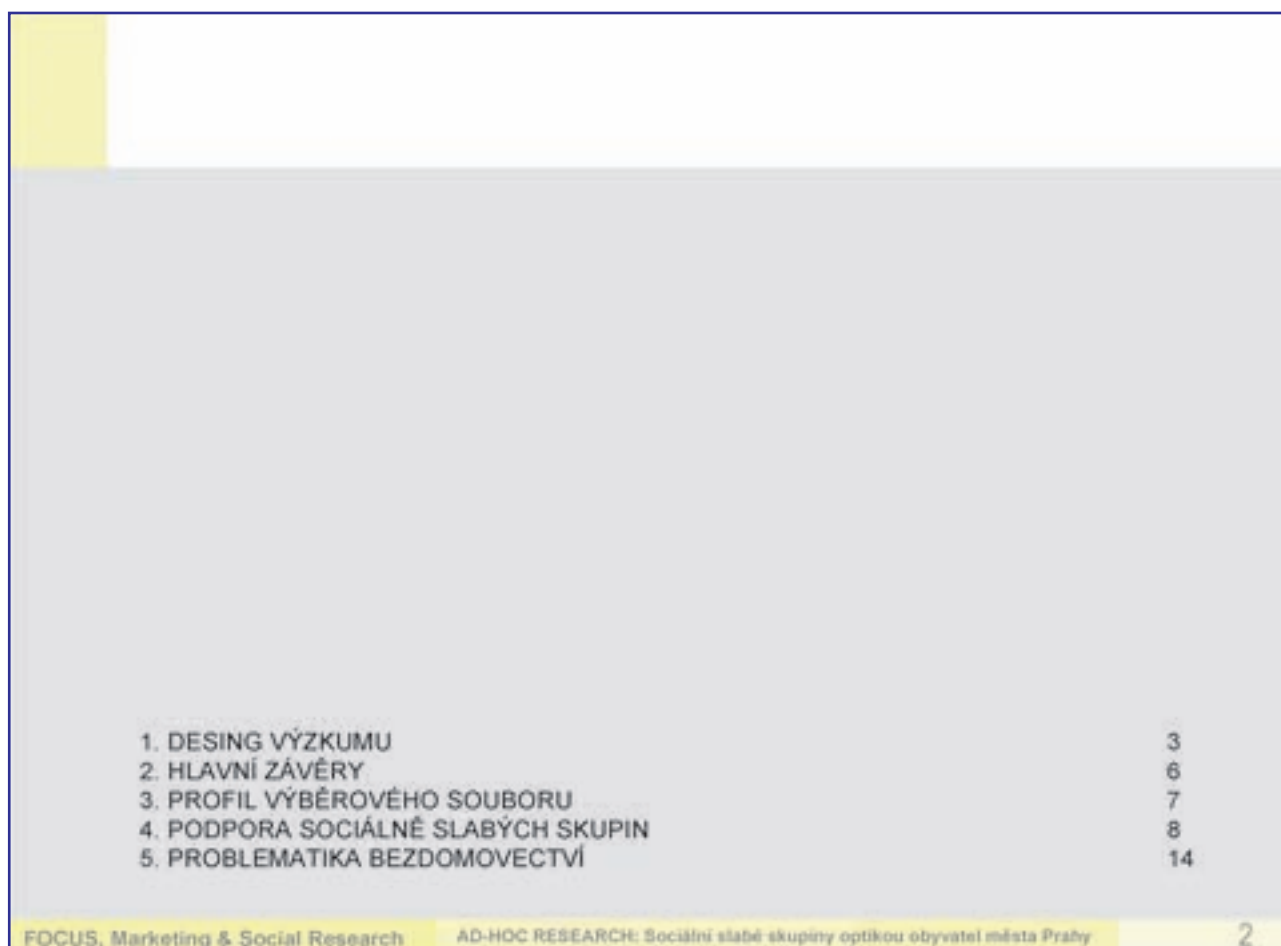 1. DESING VÝZKUMU 3
2. HLAVNÍ ZÁVĚRY 6
3. PROFIL VÝBĚROVÉHO SOUBORU 7
4. PODPORA SOCIÁLNĚ SLABÝCH SKUPIN 8
5. PROBLEMATIKA BEZDOMOVECTVÍ 14
FOCUS, Marketing & Social Research AD-HOC RESEARCH: Sociální slabé skupiny optikou obyvatel města Prahy 2